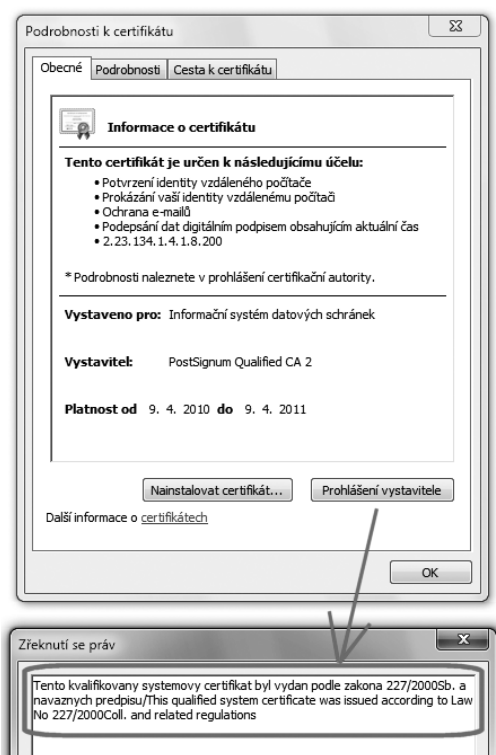 Podrobnosti k certifikátu
Obecné Podrobnosti Cesta k certifikátu
Informace o certifikátu
Tento certifikát je určen k následujícímu účelu:
• Potvrzení identity vzdáleného počítače
• Prokázání vaší identity vzdálenému počítači
• Ochrana e-mailů
• Podepsání dat digitálním podpisem obsahujícím aktuální čas
• 2.23.134.1.4.1.8.200
* Podrobnosti naleznete v prohlášení certifikační autority.
Vystaveno pro: Informační systém datových schránek
Vystavitel: PostSignum Qualified CA 2
Platnost od 9. 4. 2010 do 9. 4. 2011
Nainstalovat certifikát... Prohlášení vystavitele
Další informace o certifikátech
OK
Zřeknutí se práv
Tento kvalifikovany systemovy certifikat byl vydan podle zakona 227/2000Sb. a
navaznych predpisu/This qualified system certificate was issued according to Law
No 227/2000Coll. and related regulations